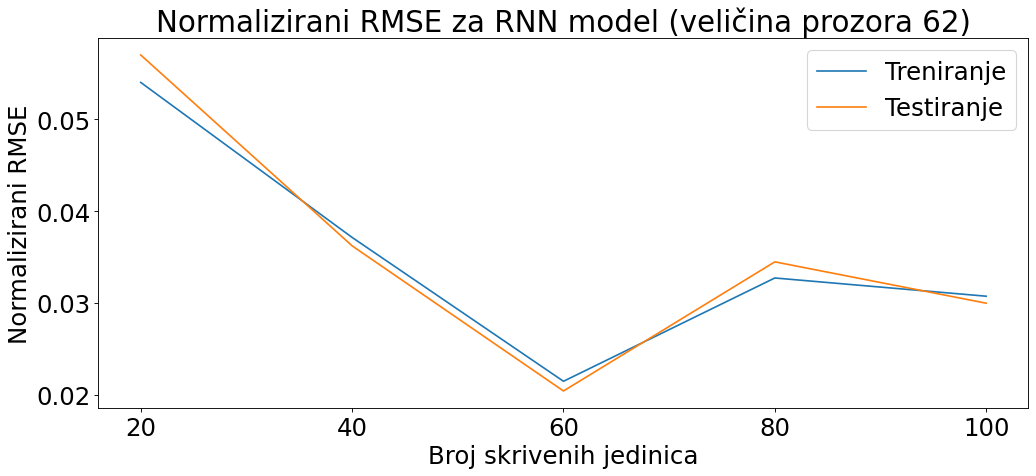 Normalizirani RMSE za RNN model (veličina prozora 62)
Treniranje
Testiranje
Normalizirani RMSE
0.05
0.04
0.03
0.02
20 40 60 80 100
Broj skrivenih jedinica